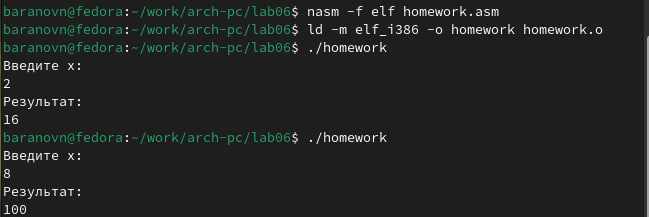 baranovn@fedora:~/work/arch-pc/lab06$ nasm -f elf homework.asm
baranovn@fedora:~/work/arch-pc/lab06$ ld -m elf_i386 -o homework homework.o
baranovn@fedora:~/work/arch-pc/lab06$ ./homework
Введите x:
2
Результат:
16
baranovn@fedora:~/work/arch-pc/lab06$ ./homework
Введите x:
8
Результат:
100